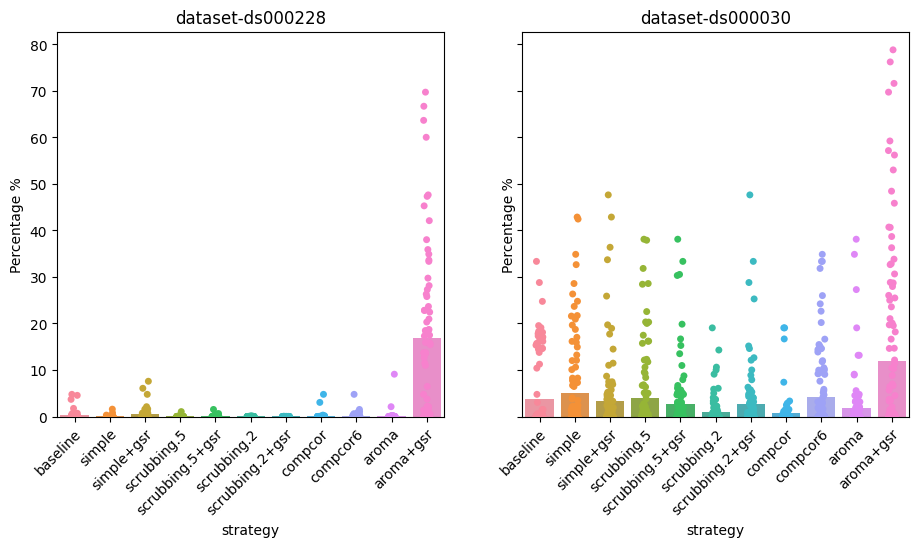 dataset-ds000228
dataset-ds000030
Percentage %
80
70
60
50
40
30
20
10
0
baseline
simple
simple+gsr
scrubbing.5
scrubbing.5+gsr
scrubbing.2
scrubbing.2+gsr
compcor
compcor6
aroma
aroma+gsr
strategy
Percentage %
baseline
simple
simple+gsr
scrubbing.5
scrubbing.5+gsr
scrubbing.2
scrubbing.2+gsr
compcor
compcor6
aroma
aroma+gsr
strategy